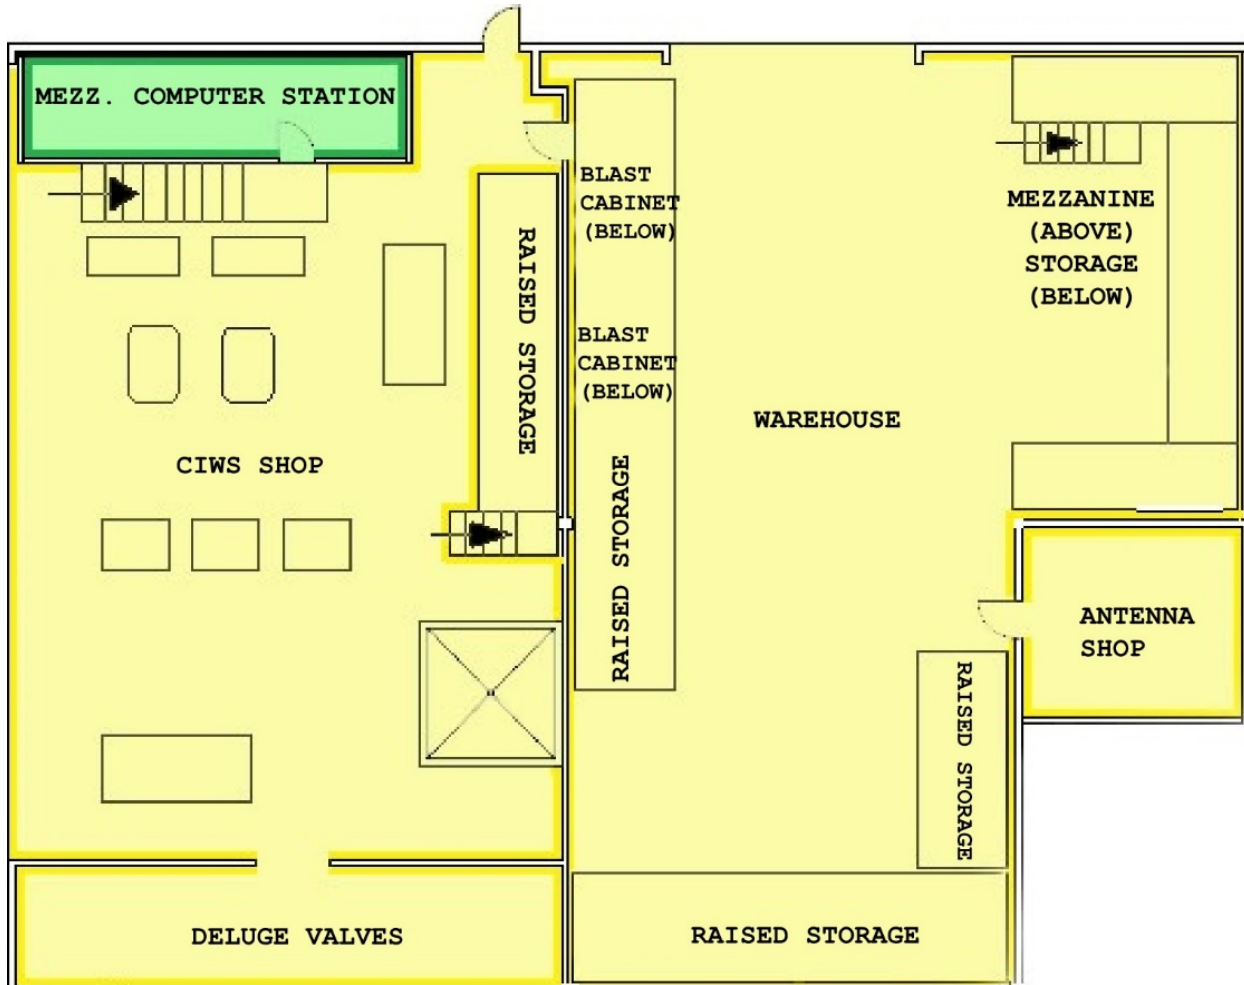 MEZZ. COMPUTER STATION
BLAST
CABINET
(BELOW)
MEZZANINE
(ABOVE)
STORAGE
(BELOW)
RAISED STORAGE
BLAST
CABINET
(BELOW)
WAREHOUSE
CIWS SHOP
RAISED STORAGE
ANTENNA
SHOP
RAISED STORAGE
DELUGE VALVES
RAISED STORAGE